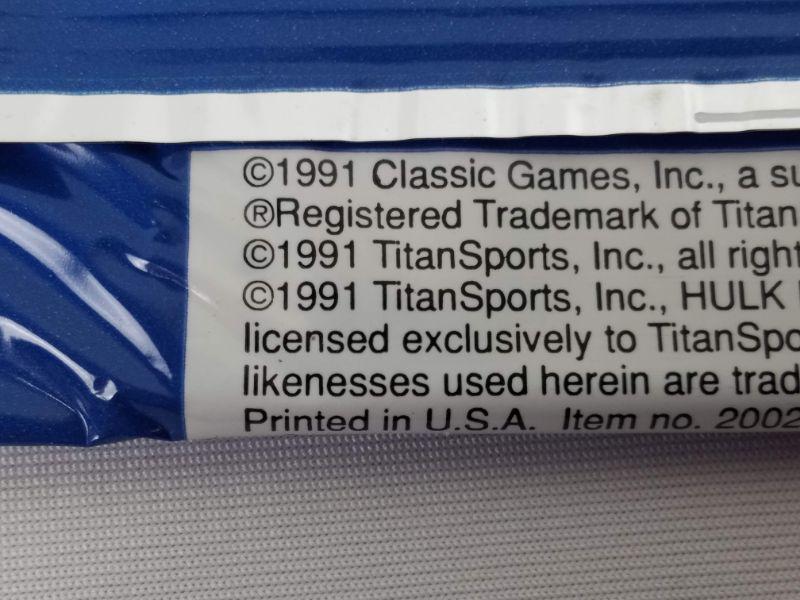 ©1991 Classic Games, Inc., a su
®Registered Trademark of Titan
©1991 TitanSports, Inc., all righ
©1991 TitanSports, Inc., HULK
licensed exclusively to TitanSpo
likenesses used herein are trad
Printed in U.S.A. Item no. 2002